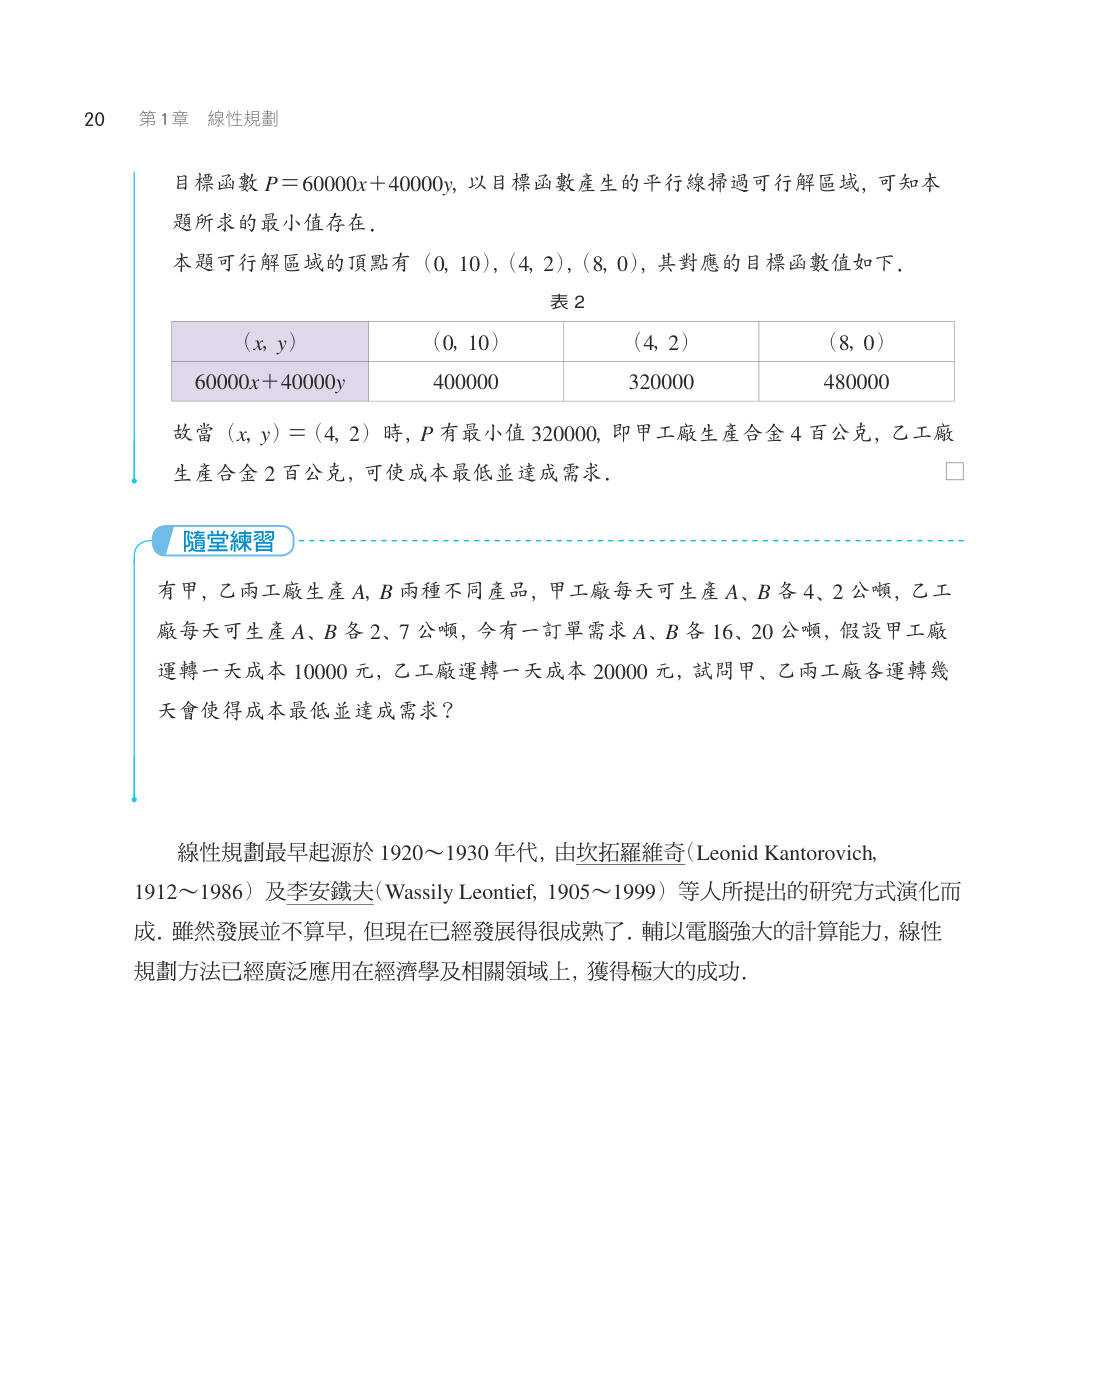 20 第1章 線性規劃
目標函數 P＝60000x＋40000y, 以目標函數產生的平行線掃過可行解區域, 可知本
題所求的最小值存在.
本題可行解區域的頂點有（0, 10）,（4, 2）,（8, 0）, 其對應的目標函數值如下.
表 2
（x, y） （0, 10） （4, 2） （8, 0）
60000x＋40000y 400000 320000 480000
故當（x, y）＝（4, 2）時, P 有最小值 320000, 即甲工廠生產合金 4 百公克, 乙工廠
生產合金 2 百公克, 可使成本最低並達成需求. □
隨堂練習
有甲, 乙兩工廠生產 A, B 兩種不同產品, 甲工廠每天可生產 A、B 各 4、2 公噸, 乙工
廠每天可生產 A、B 各 2、7 公噸, 今有一訂單需求 A、B 各 16、20 公噸, 假設甲工廠
運轉一天成本 10000 元, 乙工廠運轉一天成本 20000 元, 試問甲、乙兩工廠各運轉幾
天會使得成本最低並達成需求？
線性規劃最早起源於 1920～1930 年代, 由坎拓羅維奇（Leonid Kantorovich,
1912～1986）及李安鐵夫（Wassily Leontief, 1905～1999）等人所提出的研究方式演化而
成. 雖然發展並不算早, 但現在已經發展得很成熟了. 輔以電腦強大的計算能力, 線性
規劃方法已經廣泛應用在經濟學及相關領域上, 獲得極大的成功.